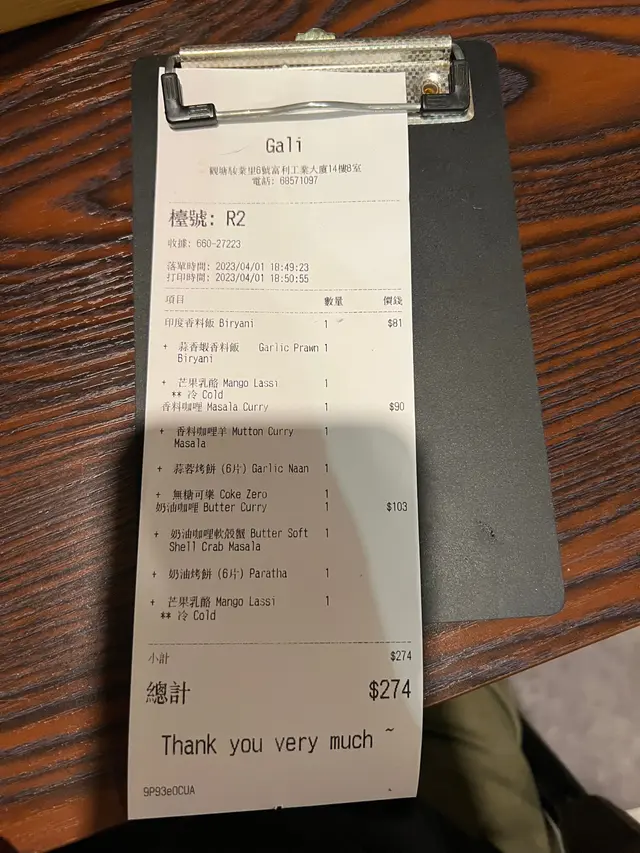 Gali
觀塘駿業里6號富利工業大廈14樓8室
電話: 68571097
檯號: R2
收據: 660-27223
落單時間: 2023/04/01 18:49:23
打印時間: 2023/04/01 18:50:55
項目 數量 價錢
印度香料飯 Biryani 1 $81
+ 蒜香蝦香料飯 Garlic Prawn 1
Biryani
+ 芒果乳酪 Mango Lassi 1
** 冷 Cold
香料咖喱 Masala Curry 1 $90
+ 香料咖喱羊 Mutton Curry 1
Masala
+ 蒜蓉烤餅 (6片) Garlic Naan 1
+ 無糖可樂 Coke Zero 1
奶油咖喱 Butter Curry 1 $103
+ 奶油咖喱軟殼蟹 Butter Soft 1
Shell Crab Masala
+ 奶油烤餅 (6片) Paratha 1
+ 芒果乳酪 Mango Lassi 1
** 冷 Cold
小計 $274
總計 $274
Thank you very much ~
9P93e0CUA